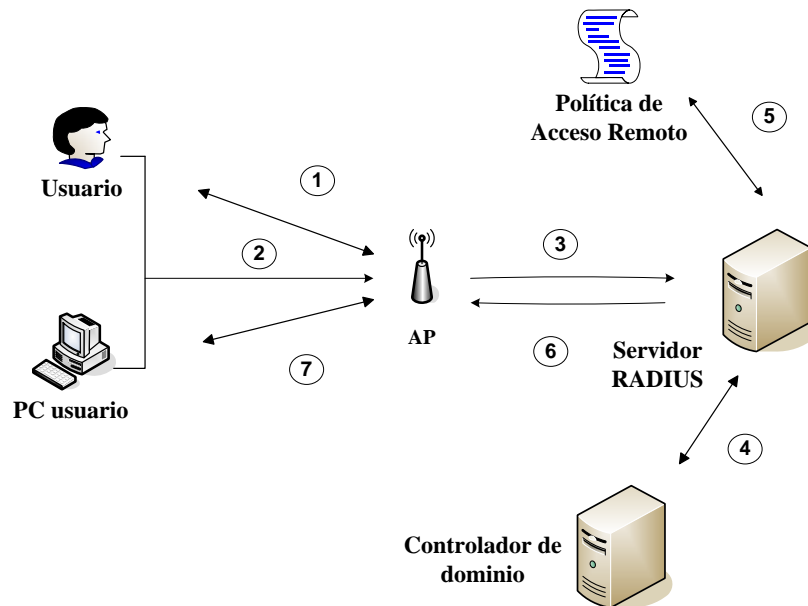 Política de
Acceso Remoto
5
Usuario
1
2
3
AP
6
Servidor
RADIUS
7
PC usuario
4
Controlador de
dominio